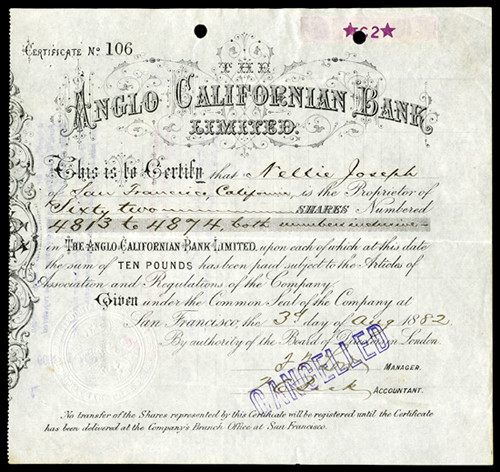 ★62★
CERTIFICATE No. 106
THE
ANGLO CALIFORNIAN BANK
LIMITED.
This is to Certify that Nellie Joseph
of San Francisco, California, is the Proprietor of
Sixty two SHARES Numbered
4813 to 4874 both numbers inclusive
in THE ANGLO-CALIFORNIAN BANK LIMITED, upon each of which at this date
the sum of TEN POUNDS has been paid subject to the Articles of
Association and Regulations of the Company.
Given under the Common Seal of the Company at
San Francisco, the 3d day of Aug 1882
By authority of the Board of Directors in London
MANAGER.
ACCOUNTANT.
CANCELLED
No transfer of the Shares represented by this Certificate will be registered until the Certificate
has been delivered at the Company's Branch Office at San Francisco.